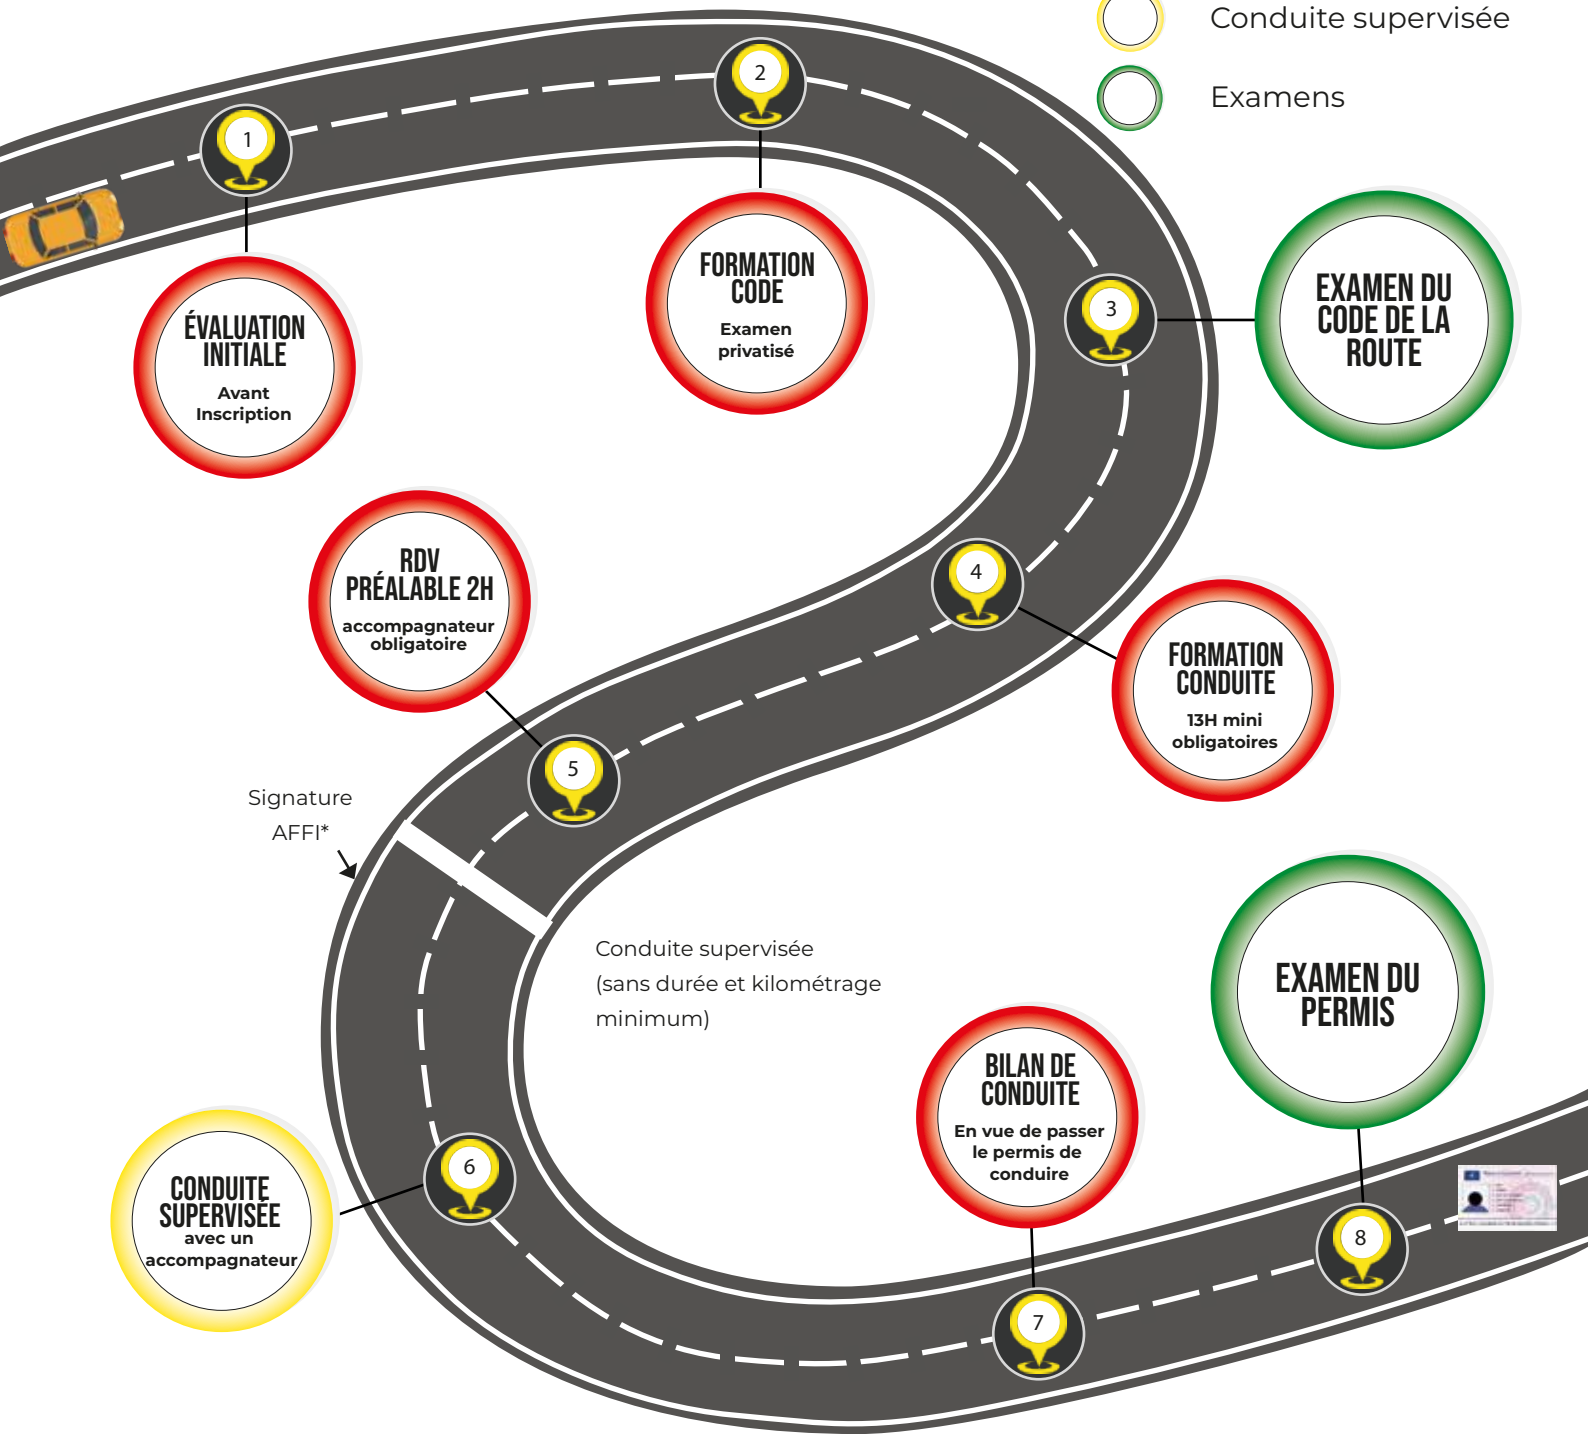 Conduite supervisée
Examens
1
2
3
ÉVALUATION
INITIALE
Avant
Inscription
FORMATION
CODE
Examen
privatisé
EXAMEN DU
CODE DE LA
ROUTE
4
FORMATION
CONDUITE
13H mini
obligatoires
RDV
PRÉALABLE 2H
accompagnateur
obligatoire
5
Signature
AFFI*
Conduite supervisée
(sans durée et kilométrage
minimum)
6
CONDUITE
SUPERVISÉE
avec un
accompagnateur
BILAN DE
CONDUITE
En vue de passer
le permis de
conduire
7
EXAMEN DU
PERMIS
8